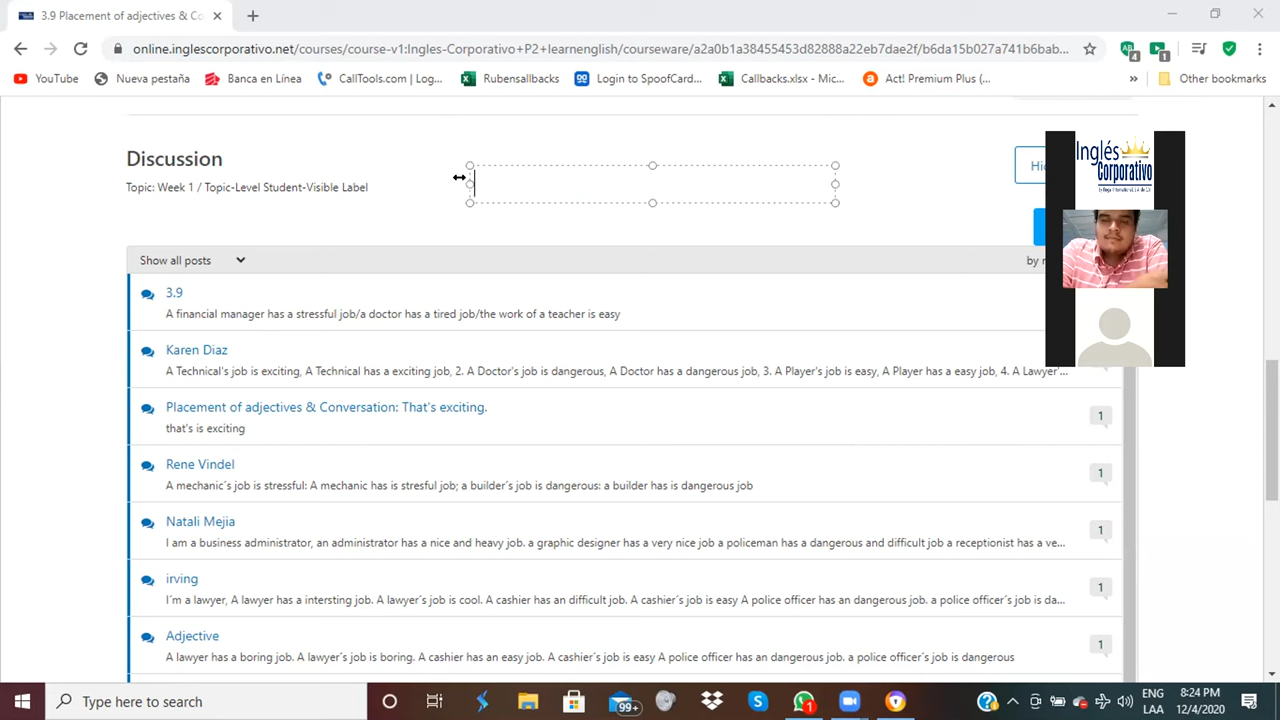 3.9 Placement of adjectives & Co
online.inglescorporativo.net/courses/course-v1:Ingles-Corporativo+P2+learnenglish/courseware/a2a0b1a38455453d82888a22eb7dae2f/b6da15b027a741b6bab...
4
1
YouTube
Nueva pestaña
Banca en Línea
CallTools.com | Log...
Rubensallbacks
Login to SpoofCard...
Callbacks.xlsx - Mic...
Act! Premium Plus (...
»
Other bookmarks
Discussion
Topic: Week 1 / Topic-Level Student-Visible Label
Inglés
Corporativo
Show all posts
3.9
A financial manager has a stressful job/a doctor has a tired job/the work of a teacher is easy
Karen Diaz
A Technical's job is exciting, A Technical has a exciting job, 2. A Doctor's job is dangerous, A Doctor has a dangerous job, 3. A Player's job is easy, A Player has a easy job, 4. A Lawyer'...
Placement of adjectives & Conversation: That's exciting.
that's is exciting
1
Rene Vindel
A mechanic´s job is stressful: A mechanic has is stresful job; a builder´s job is dangerous: a builder has is dangerous job
1
Natali Mejia
I am a business administrator, an administrator has a nice and heavy job. a graphic designer has a very nice job a policeman has a dangerous and difficult job a receptionist has a ve...
1
irving
I´m a lawyer, A lawyer has a intersting job. A lawyer´s job is cool. A cashier has an difficult job. A cashier´s job is easy A police officer has an dangerous job. a police officer´s job is da...
1
Adjective
A lawyer has a boring job. A lawyer´s job is boring. A cashier has an easy job. A cashier´s job is easy A police officer has an dangerous job. a police officer´s job is dangerous
1
Type here to search
99+
1
ENG
LAA
8:24 PM
12/4/2020